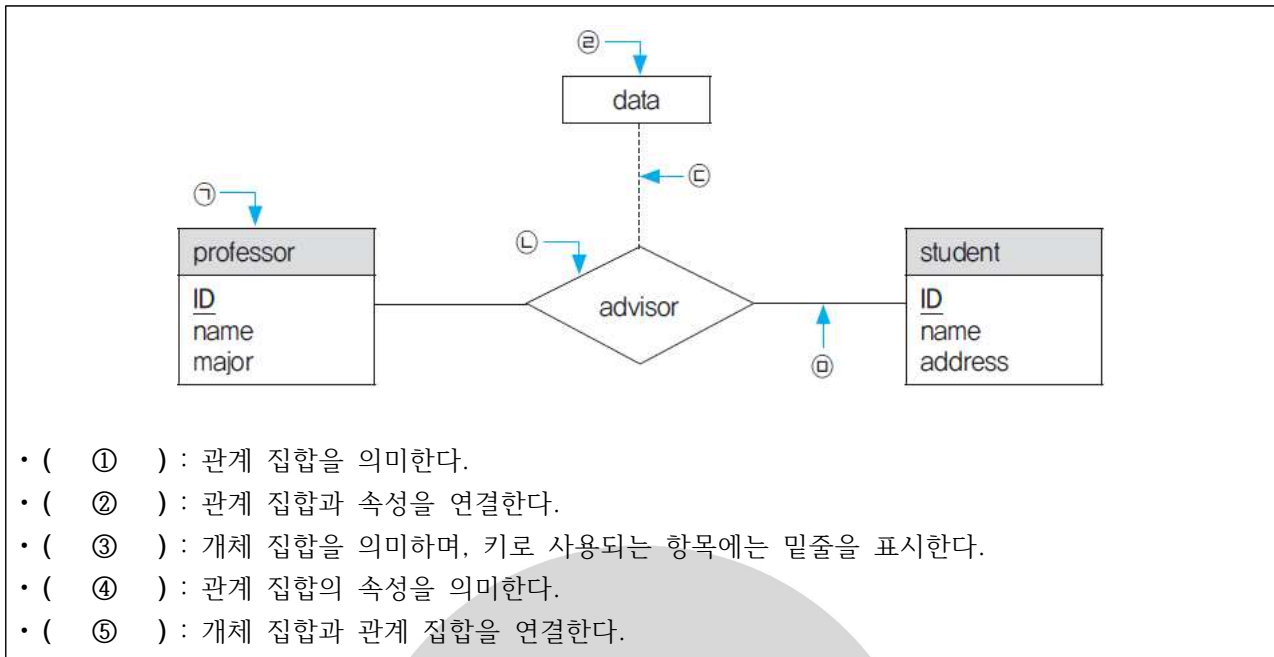 ㉣
data
㉢
㉠
professor
ID
name
major
㉡
advisor
㉤
student
ID
name
address
• ( ① ) : 관계 집합을 의미한다.
• ( ② ) : 관계 집합과 속성을 연결한다.
• ( ③ ) : 개체 집합을 의미하며, 키로 사용되는 항목에는 밑줄을 표시한다.
• ( ④ ) : 관계 집합의 속성을 의미한다.
• ( ⑤ ) : 개체 집합과 관계 집합을 연결한다.